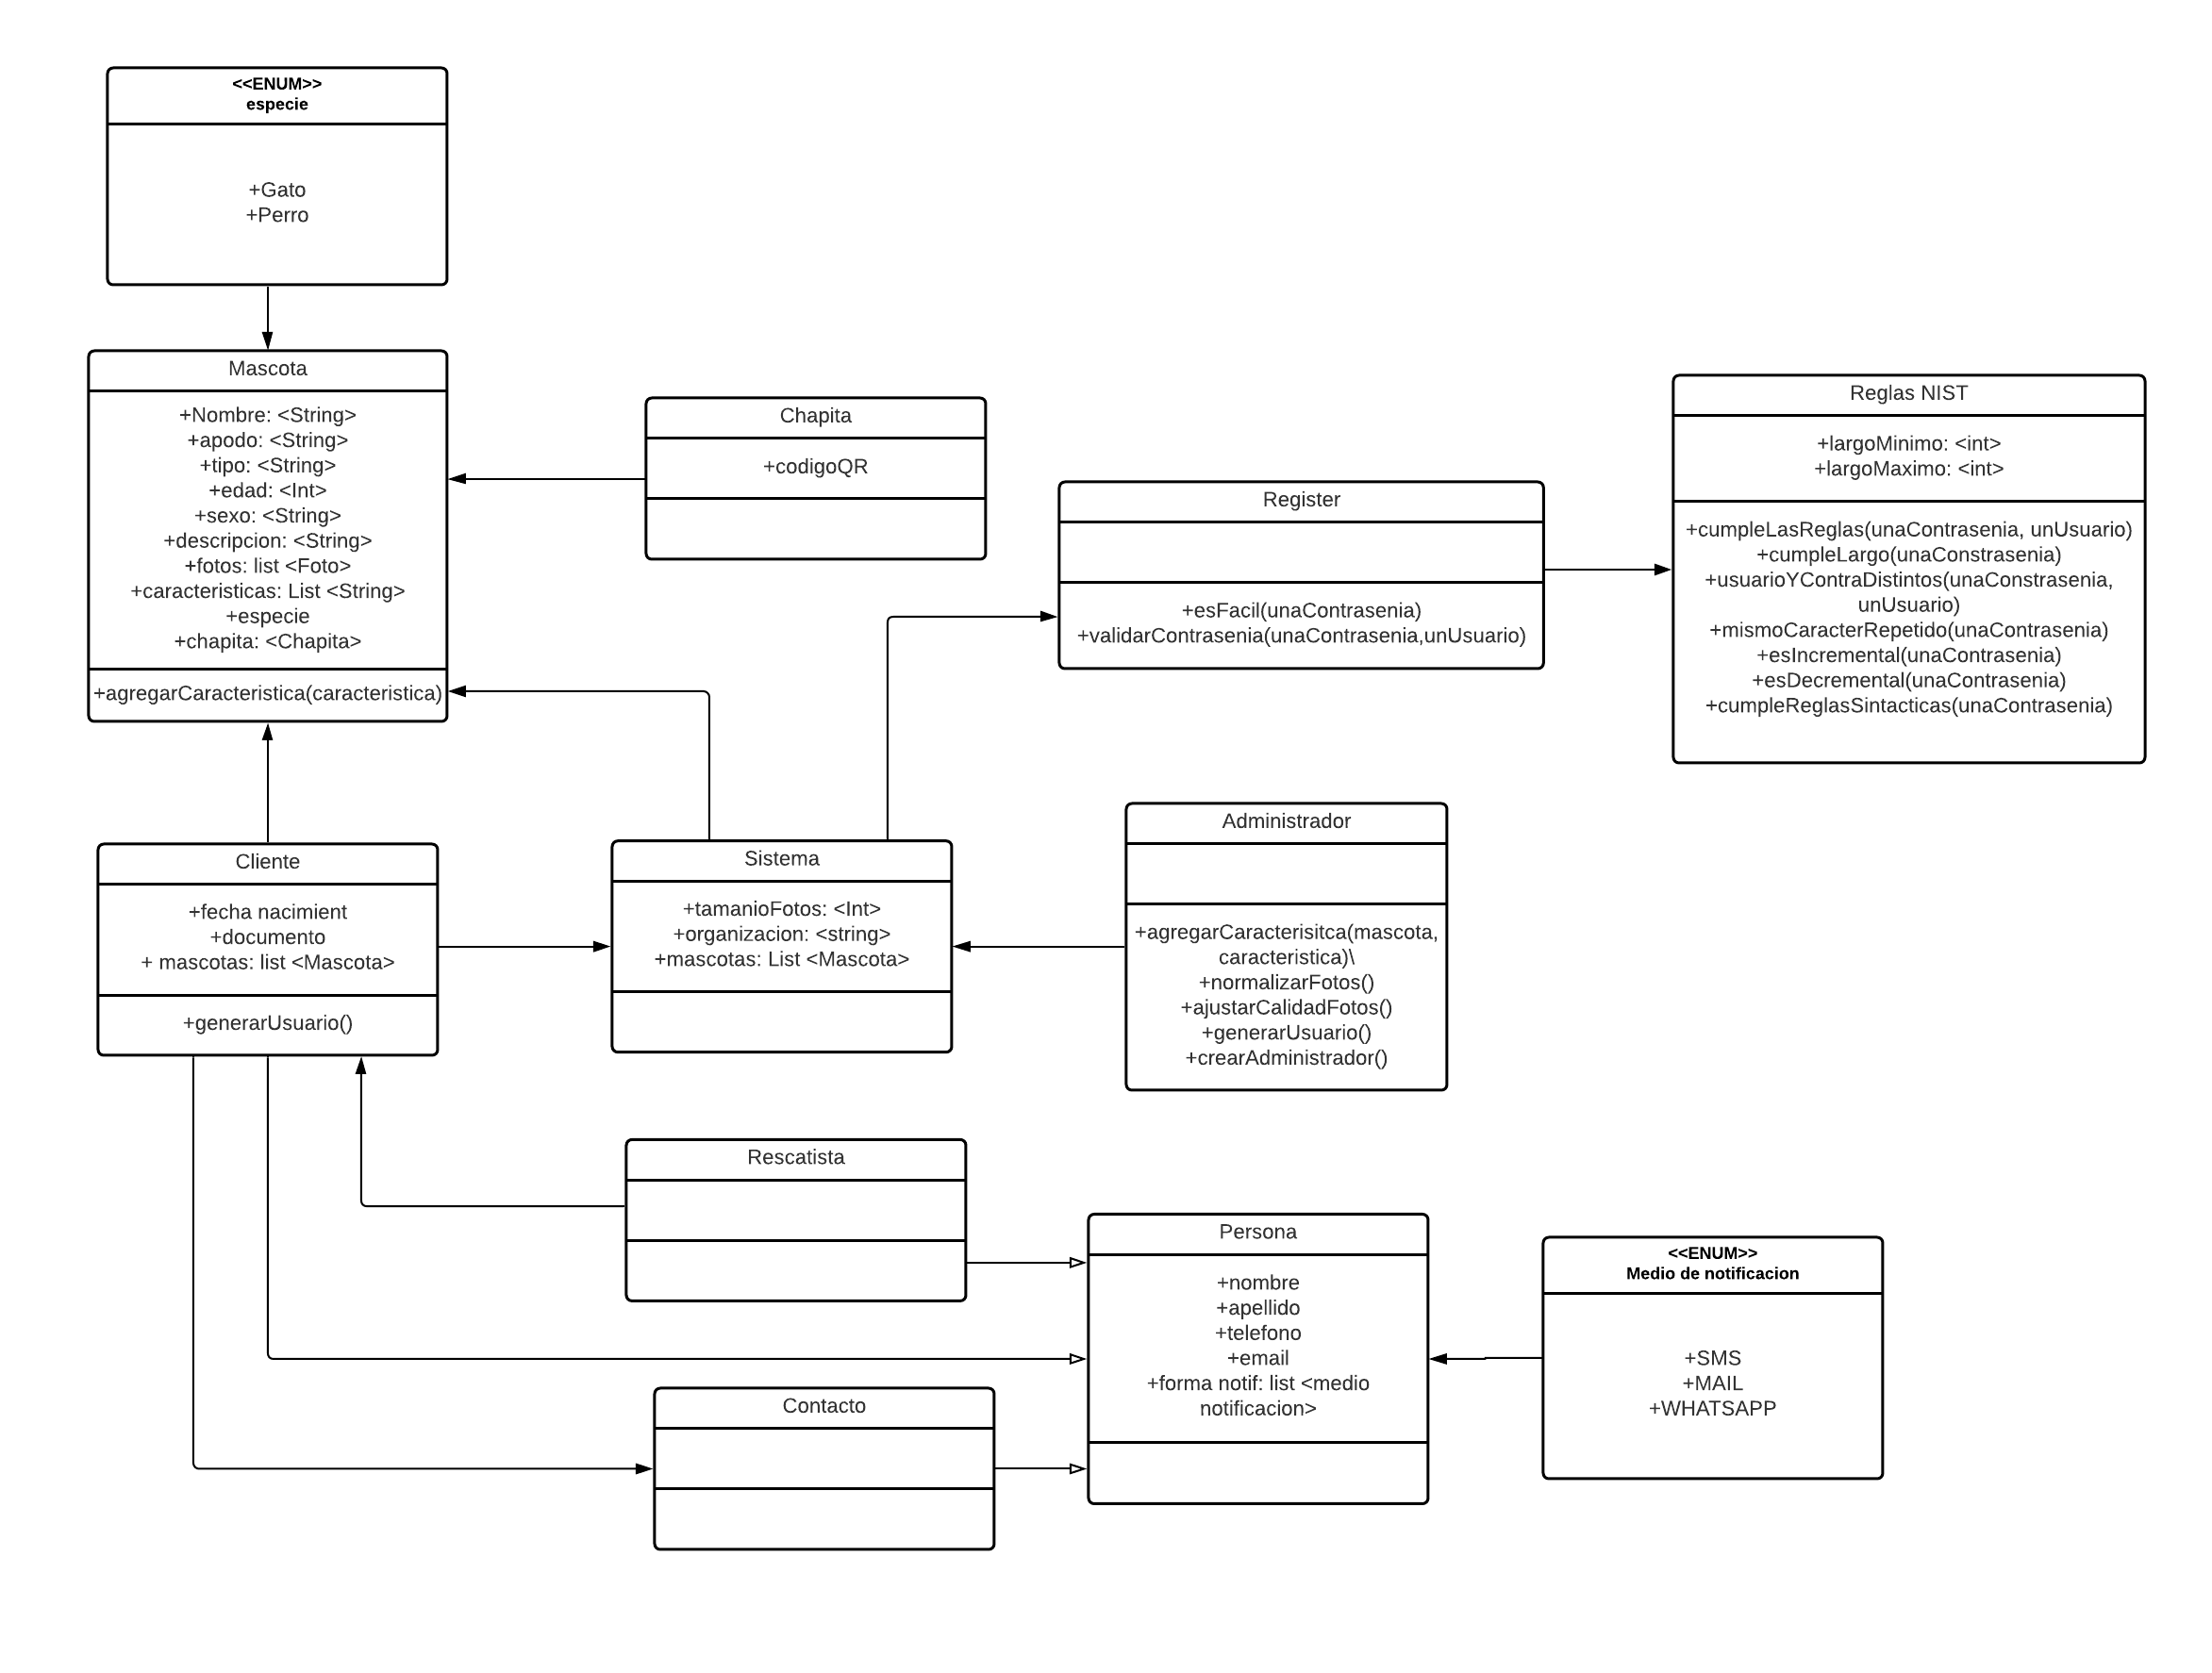 <<ENUM>>
especie
+Gato
+Perro
Mascota
+Nombre: <String>
+apodo: <String>
+tipo: <String>
+edad: <Int>
+sexo: <String>
+descripcion: <String>
+fotos: list <Foto>
+caracteristicas: List <String>
+especie
+chapita: <Chapita>
+agregarCaracteristica(caracteristica)
Chapita
+codigoQR
Register
+esFacil(unaContrasenia)
+validarContrasenia(unaContrasenia,unUsuario)
Reglas NIST
+largoMinimo: <int>
+largoMaximo: <int>
+cumpleLasReglas(unaContrasenia, unUsuario)
+cumpleLargo(unaConstrasenia)
+usuarioYContraDistintos(unaConstrasenia,
unUsuario)
+mismoCaracterRepetido(unaContrasenia)
+esIncremental(unaContrasenia)
+esDecremental(unaContrasenia)
+cumpleReglasSintacticas(unaContrasenia)
Cliente
+fecha nacimient
+documento
+ mascotas: list <Mascota>
+generarUsuario()
Sistema
+tamanioFotos: <Int>
+organizacion: <string>
+mascotas: List <Mascota>
Administrador
+agregarCaracterisitca(mascota,
caracteristica)\
+normalizarFotos()
+ajustarCalidadFotos()
+generarUsuario()
+crearAdministrador()
Rescatista
Persona
+nombre
+apellido
+telefono
+email
+forma notif: list <medio
notificacion>
<<ENUM>>
Medio de notificacion
+SMS
+MAIL
+WHATSAPP
Contacto